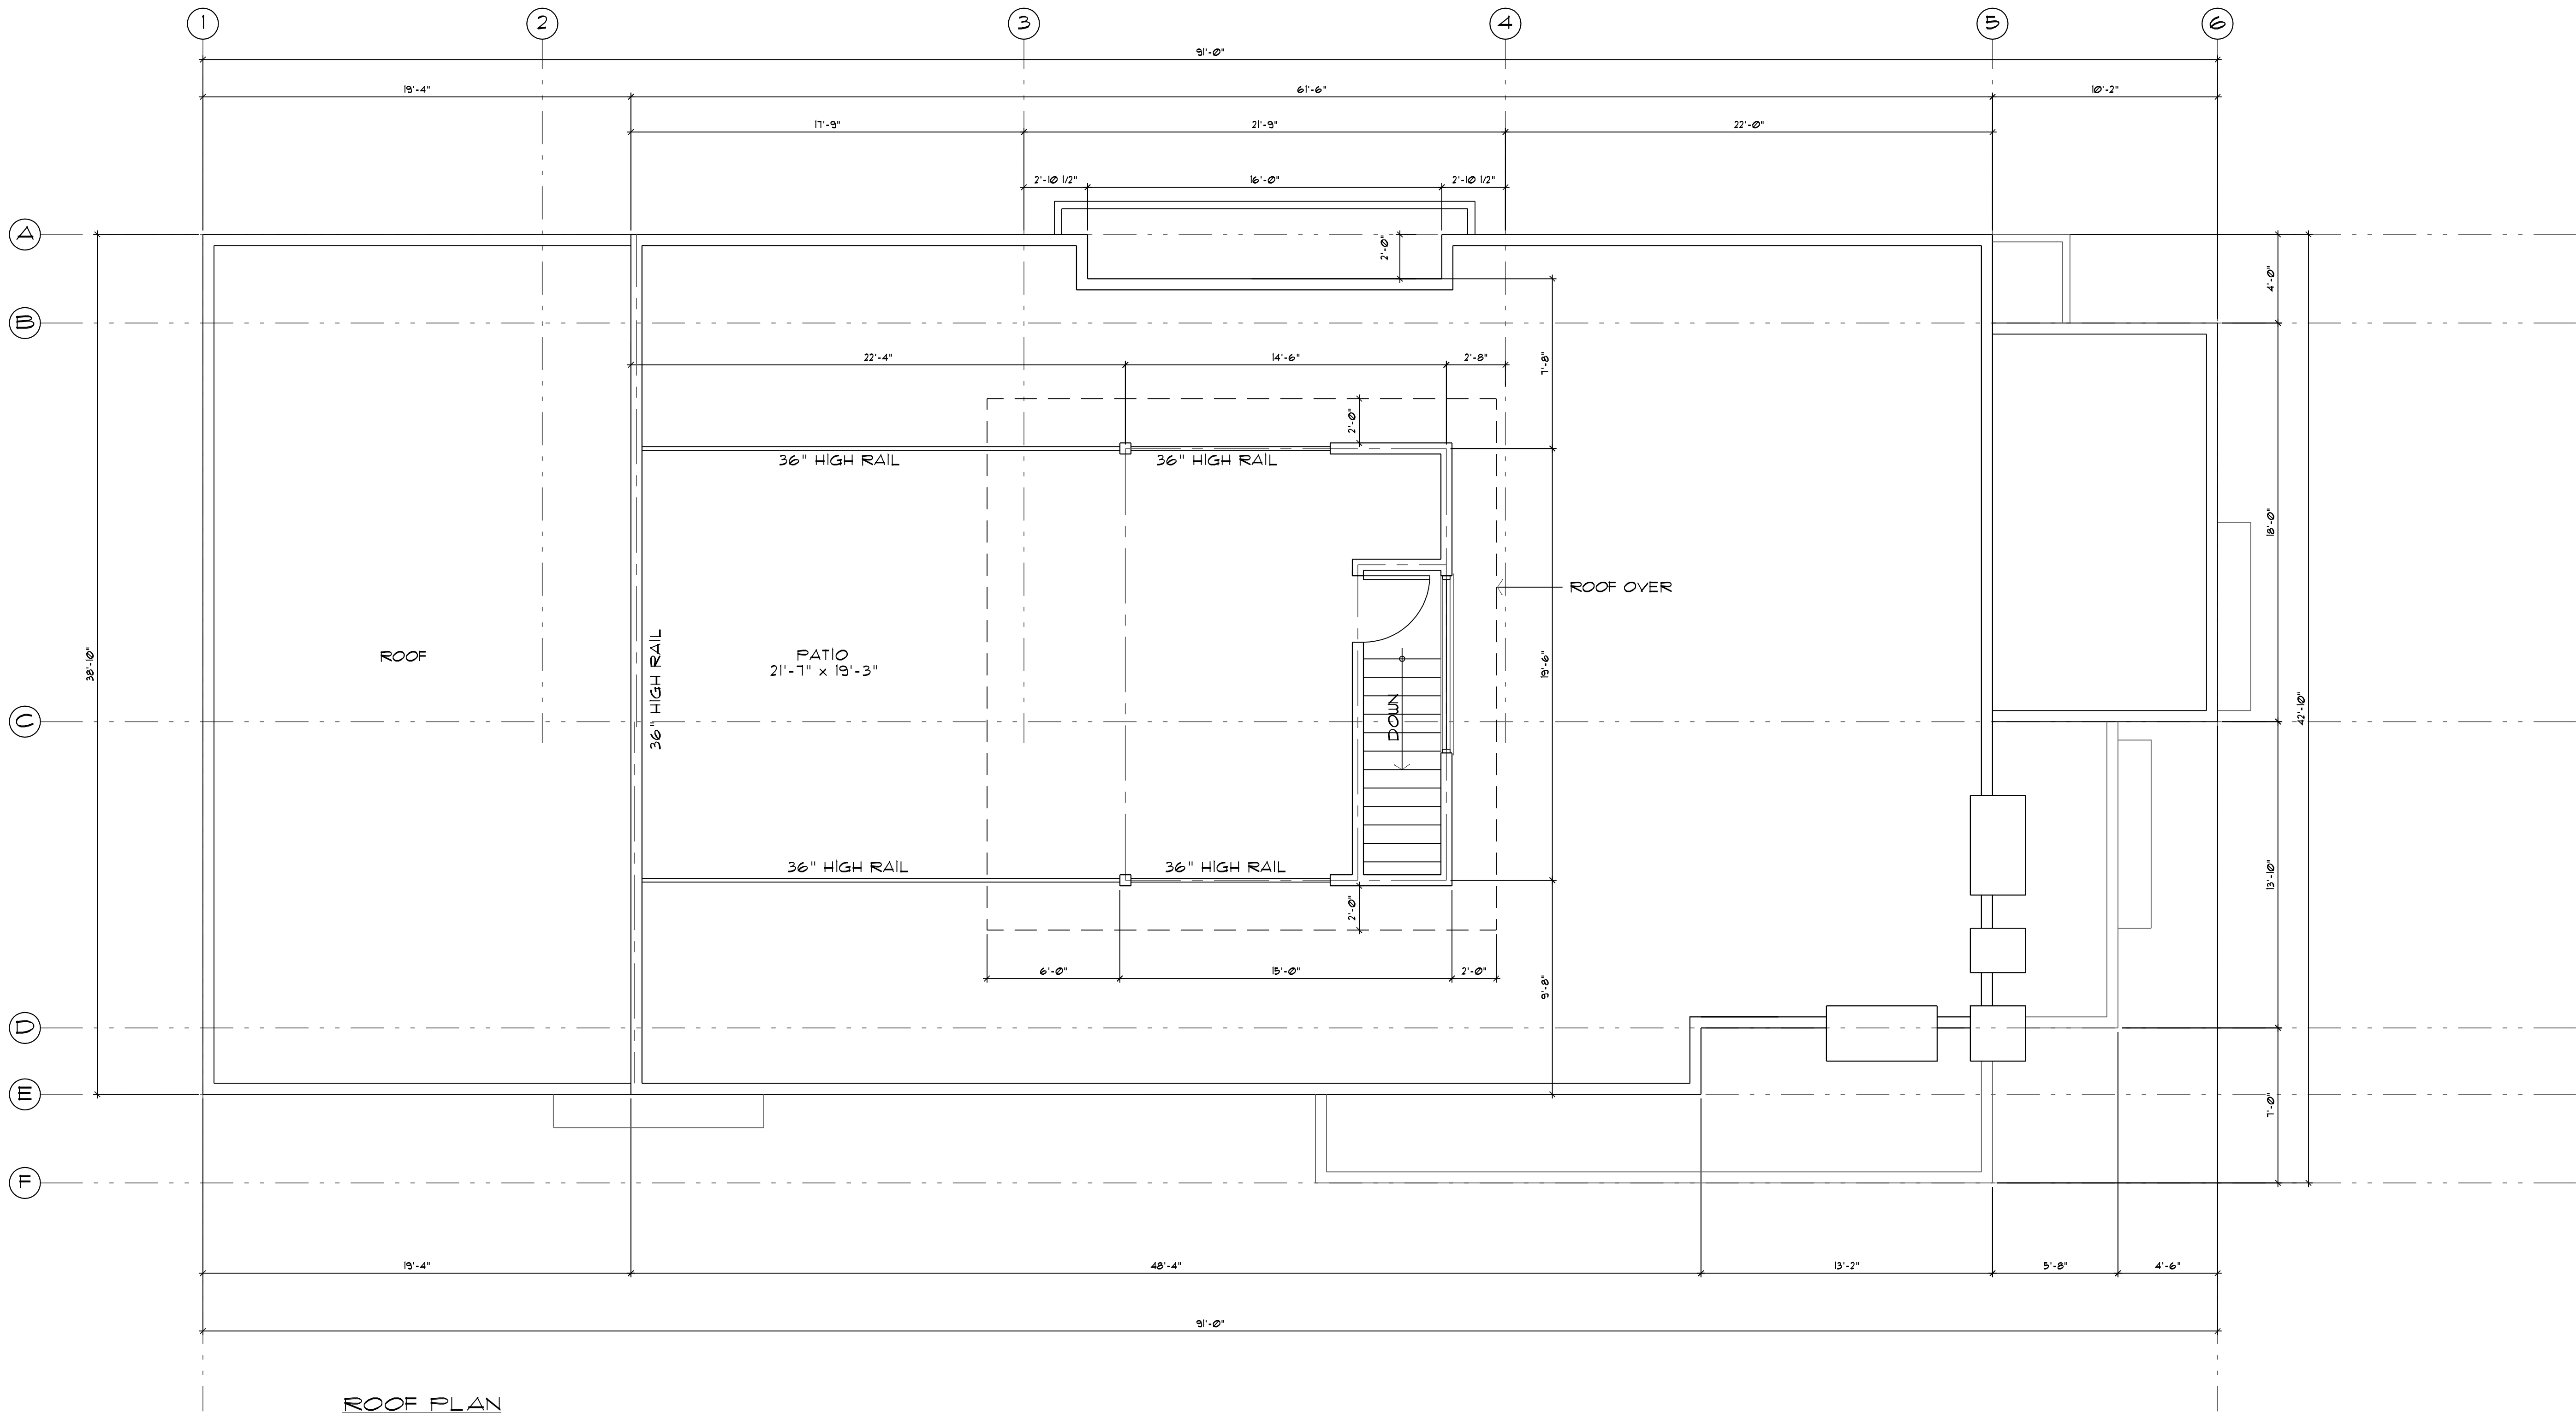 1 2 3 4 5 6
91'-0"
19'-4" 61'-6" 10'-2"
17'-9" 21'-9" 22'-0"
2'-10 1/2" 16'-0" 2'-10 1/2"
A
2'-0"
4'-0"
B
22'-4" 14'-6" 2'-8"
7'-8"
2'-0"
36" HIGH RAIL 36" HIGH RAIL
18'-0"
ROOF OVER
38'-10"
ROOF
36" HIGH RAIL
PATIO
21'-7" x 19'-3"
19'-6"
DOWN
42'-10"
C
36" HIGH RAIL 36" HIGH RAIL
13'-10"
2'-0"
6'-0" 15'-0" 2'-0"
9'-8"
D
E
7'-0"
F
19'-4" 48'-4" 13'-2" 5'-8" 4'-6"
91'-0"
ROOF PLAN